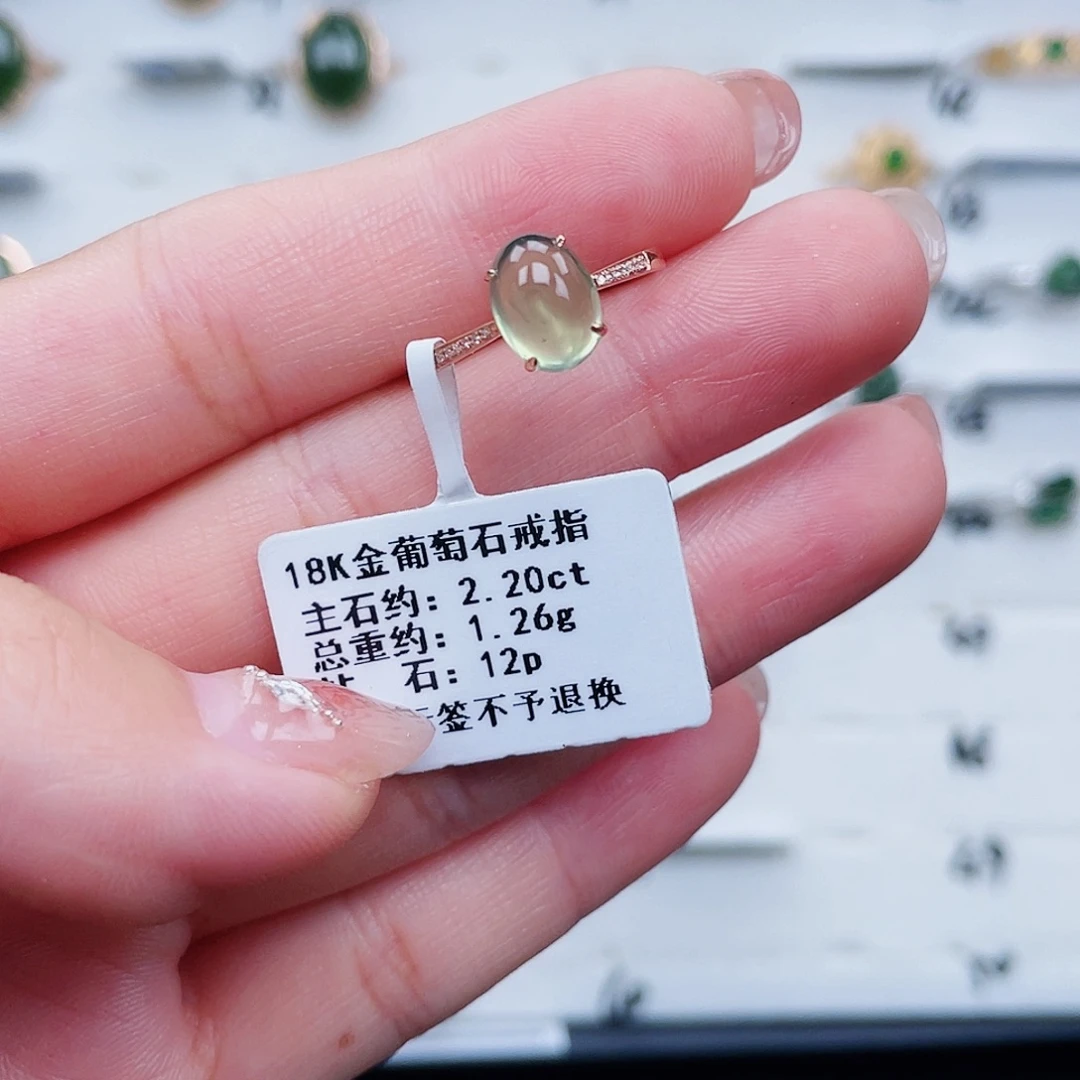 18K金葡萄石戒指
主石约: 2.20ct
总重约: 1.26g
石: 12p
签不予退换